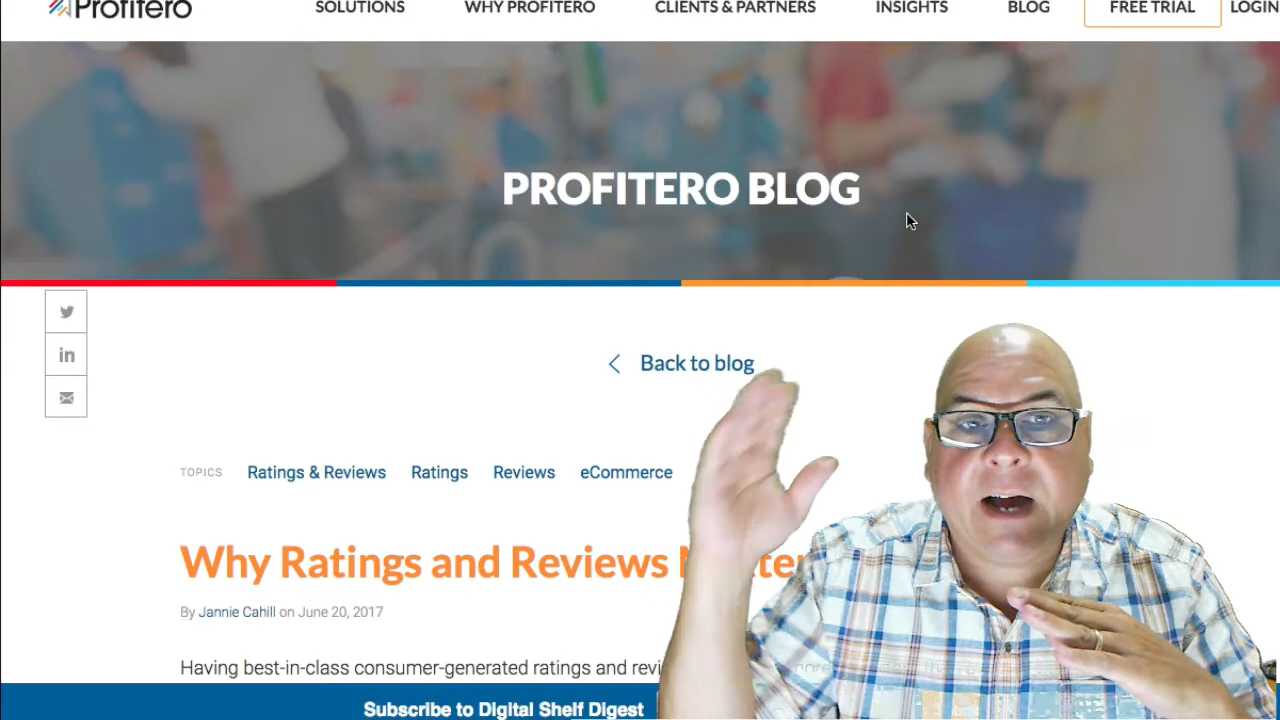 Profitero
SOLUTIONS WHY PROFITERO CLIENTS & PARTNERS INSIGHTS BLOG FREE TRIAL LOGIN
PROFITERO BLOG
Back to blog
TOPICS Ratings & Reviews Ratings Reviews eCommerce
Why Ratings and Reviews
By Jannie Cahill on June 20, 2017
Having best-in-class consumer-generated ratings and
Subscribe to Digital Shelf Digest